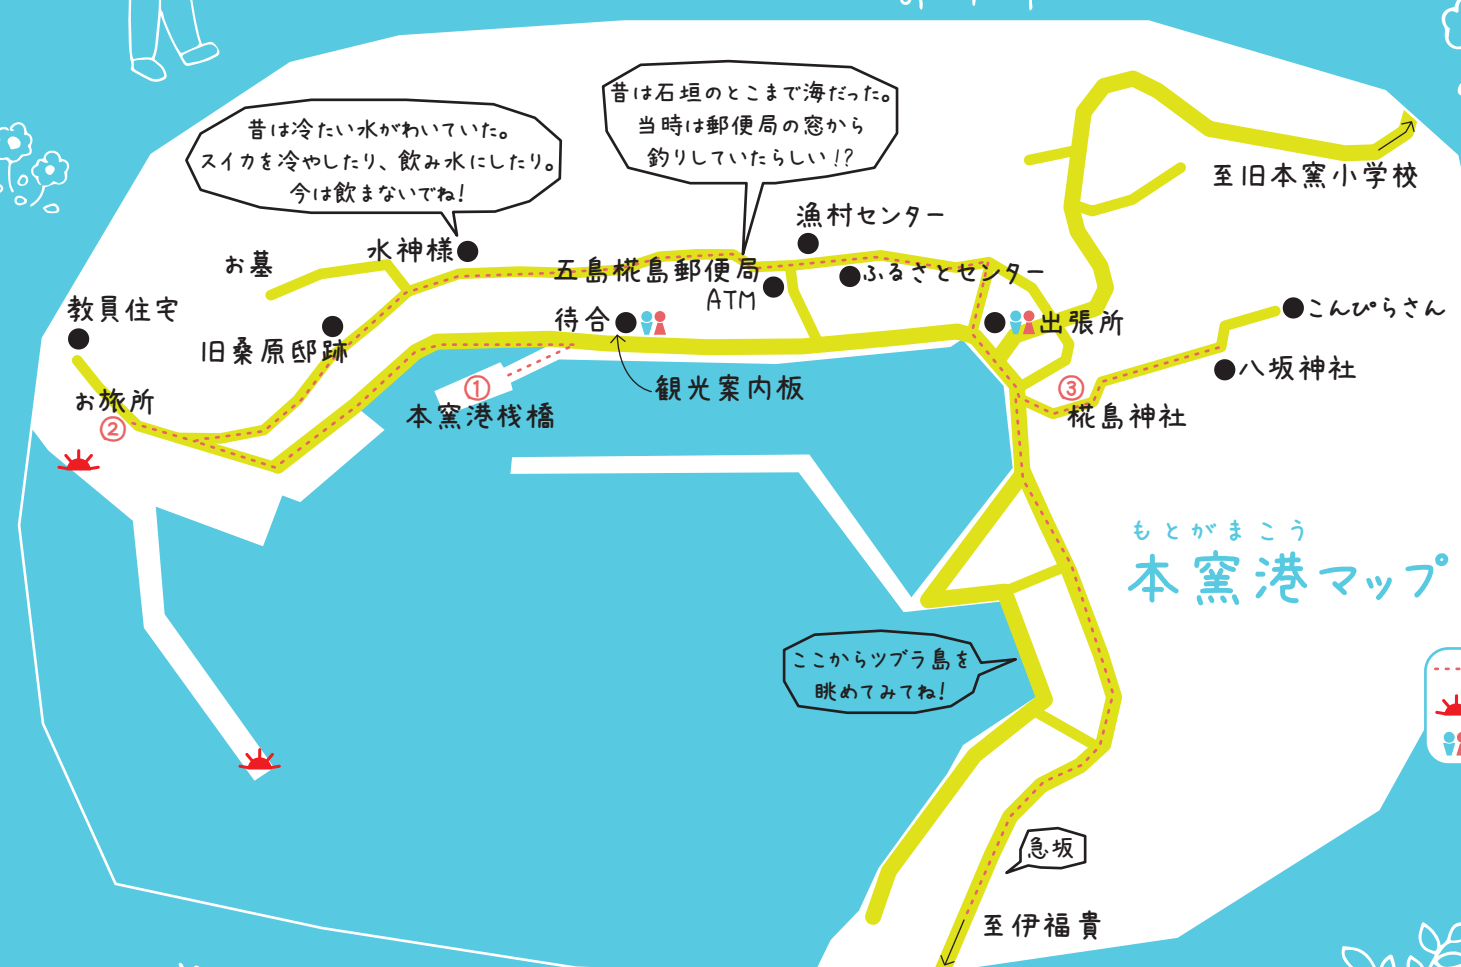 昔は冷たい水がわいていた。
スイカを冷やしたり、飲み水にしたり。
今は飲まないでね!
昔は石垣のとこまで海だった。
当時は郵便局の窓から
釣りしていたらしい!?
至旧本窯小学校
漁村センター
水神様
お墓
五島椛島郵便局
ATM
ふるさとセンター
教員住宅
旧桑原邸跡
待合
出張所
こんぴらさん
八坂神社
観光案内板
①
本窯港桟橋
お旅所
②
③
椛島神社
もとがまこう
本窯港マップ
ここからツブラ島を
眺めてみてね!
急坂
至伊福貴